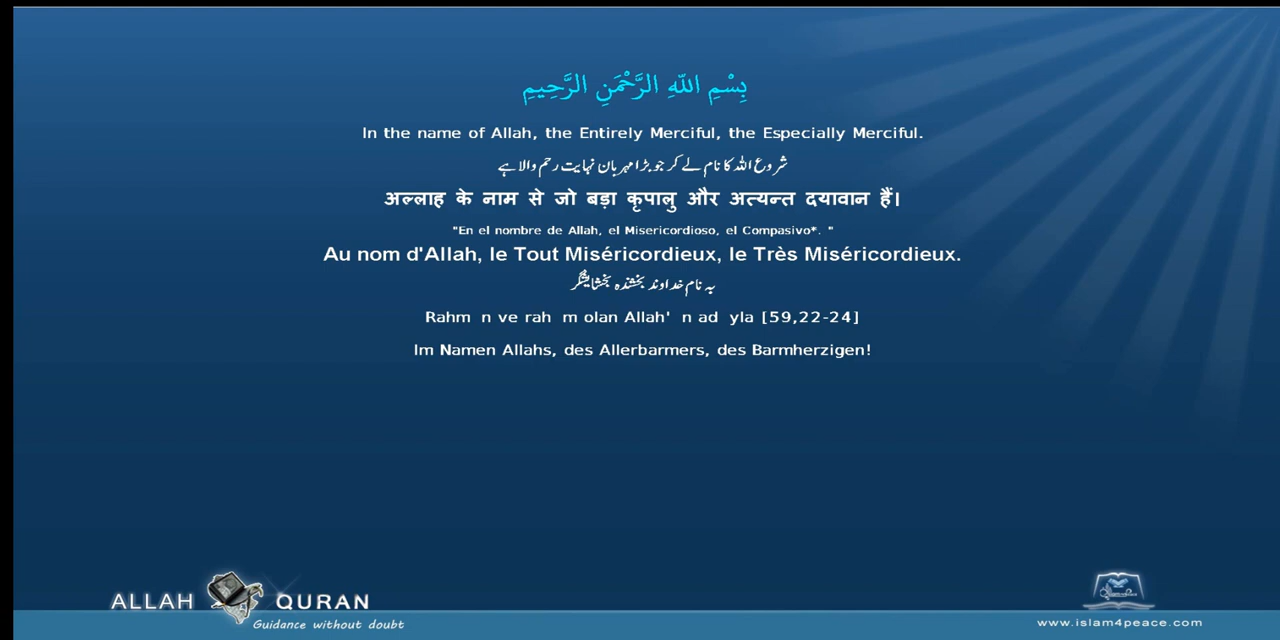 بِسْمِ اللّٰهِ الرَّحْمَنِ الرَّحِيمِ
In the name of Allah, the Entirely Merciful, the Especially Merciful.
شروع اللہ کا نام لے کر جو بڑا مہربان نہایت رحم والا ہے
अल्लाह के नाम से जो बड़ा कृपालु और अत्यन्त दयावान हैं।
"En el nombre de Allah, el Misericordioso, el Compasivo*. "
Au nom d'Allah, le Tout Miséricordieux, le Très Miséricordieux.
به نام خداوند بخشنده بخشایشگر
Rahm n ve rah m olan Allah' n ad yla [59,22-24]
Im Namen Allahs, des Allerbarmers, des Barmherzigen!
ALLAH QURAN
Guidance without doubt
www.islam4peace.com